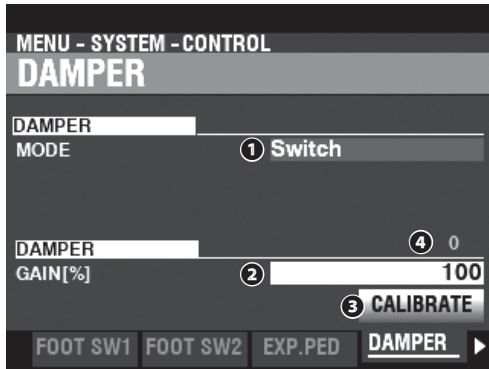 MENU - SYSTEM - CONTROL
DAMPER
DAMPER
MODE ① Switch
DAMPER ④ 0
GAIN[%] ② 100
③ CALIBRATE
FOOT SW1 FOOT SW2 EXP.PED DAMPER ▶